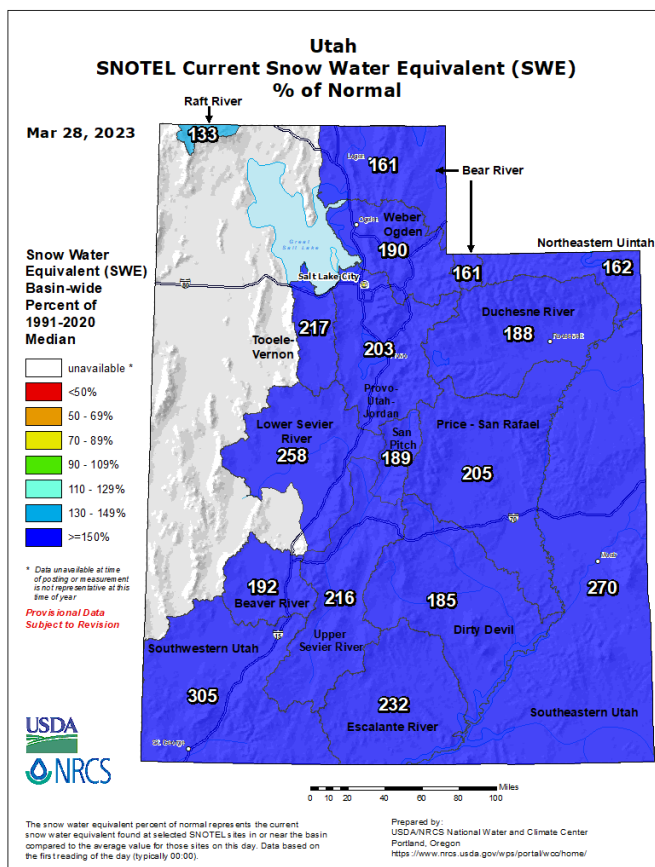 Utah
SNOTEL Current Snow Water Equivalent (SWE)
% of Normal
Raft River
Mar 28, 2023
133
161
Bear River
Weber
Ogden
190
Northeastern Uintah
162
161
Great
Salt Lake
Salt Lake City
Snow Water
Equivalent (SWE)
Basin-wide
Percent of
1991-2020
Median
unavailable *
<50%
50 - 69%
70 - 89%
90 - 109%
110 - 129%
130 - 149%
>=150%
* Data unavailable at time
of posting or measurement
is not representative at this
time of year
Provisional Data
Subject to Revision
Duchesne River
188
217
Tooele-
Vernon
203
Provo-
Utah-
Jordan
Lower Sevier
River
258
San
Pitch
189
Price - San Rafael
205
192
Beaver River
216
Upper
Sevier River
185
Dirty Devil
270
Southwestern Utah
305
232
Escalante River
Southeastern Utah
USDA
NRCS
Miles
0 5 10 20 40 60 80 100
The snow water equivalent percent of normal represents the current
snow water equivalent found at selected SNOTEL sites in or near the basin
compared to the average value for those sites on this day. Data based on
the first reading of the day (typically 00:00).
Prepared by:
USDA/NRCS National Water and Climate Center
Portland, Oregon
https://www.nrcs.usda.gov/wps/portal/wcc/home/